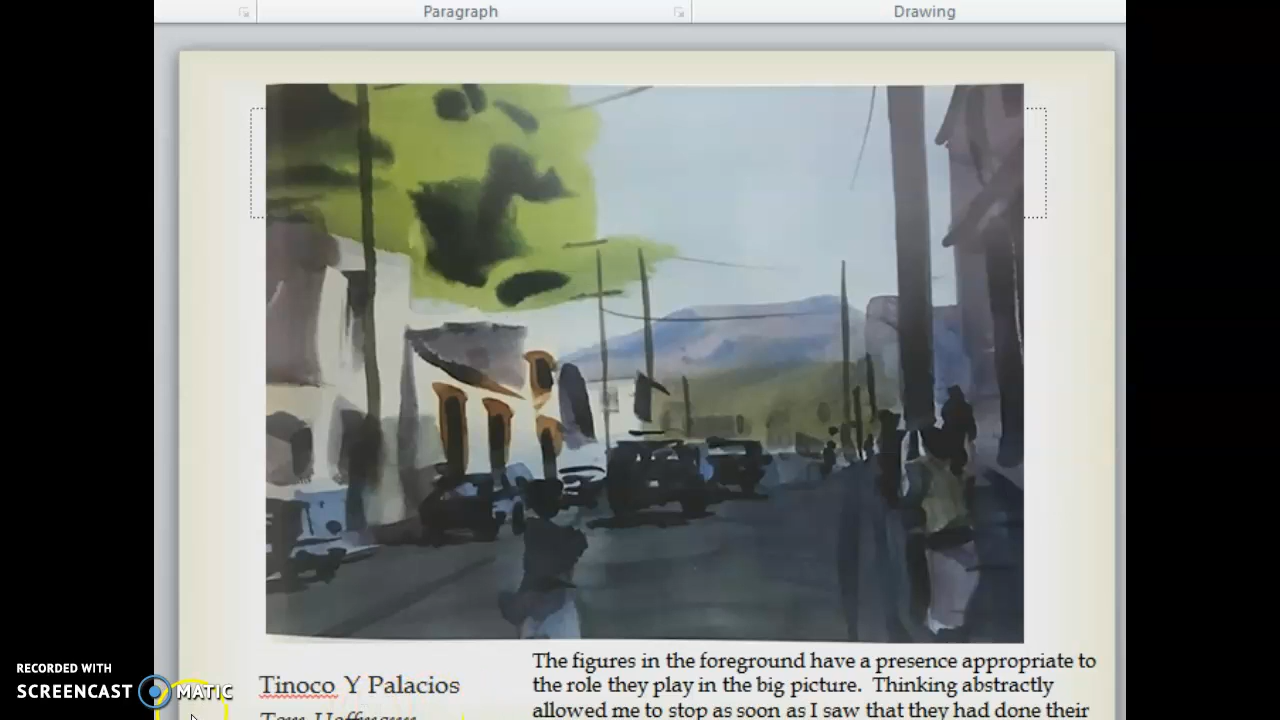 Paragraph
Drawing
The figures in the foreground have a presence appropriate to
the role they play in the big picture.  Thinking abstractly
allowed me to stop as soon as I saw that they had done their
Tinoco Y Palacios
Tom Hoffmann
RECORDED WITH
SCREENCAST MATIC